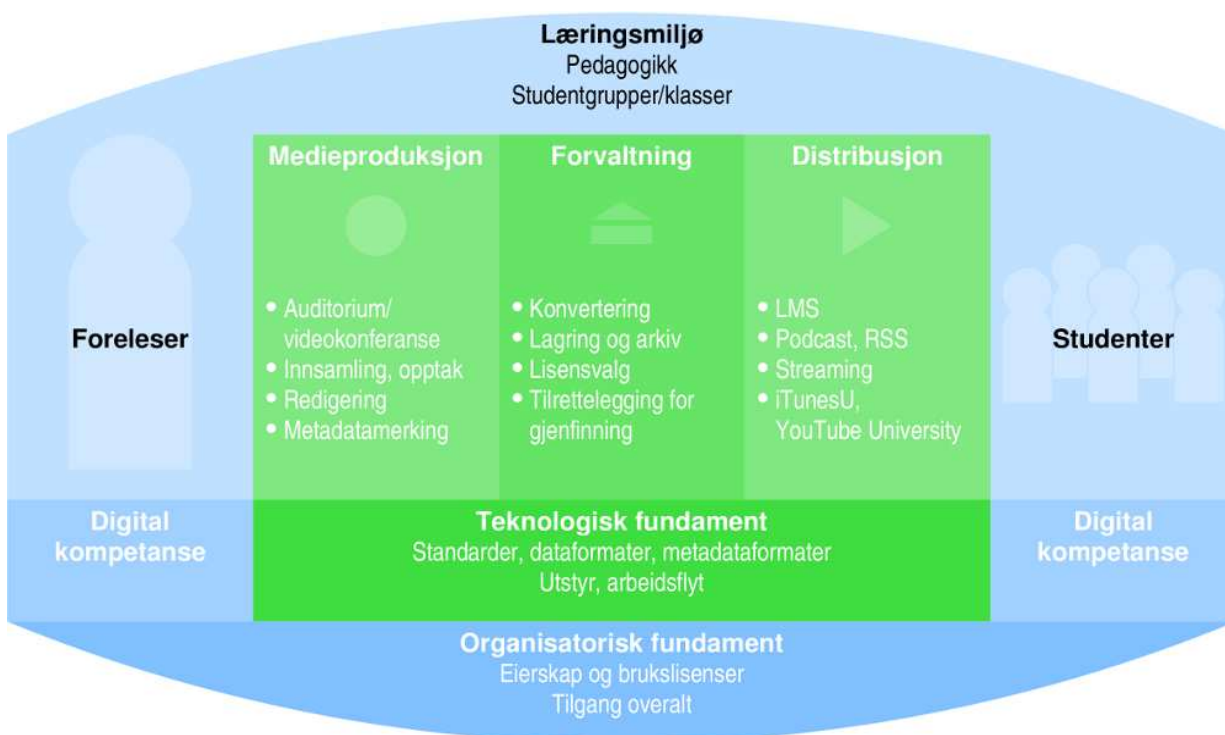 Læringsmiljø
Pedagogikk
Studentgrupper/klasser
Foreleser
Medieproduksjon
• Auditorium/
videokonferanse
• Innsamling, opptak
• Redigering
• Metadatamerking
Forvaltning
• Konvertering
• Lagring og arkiv
• Lisensvalg
• Tilrettelegging for
gjenfinning
Distribusjon
• LMS
• Podcast, RSS
• Streaming
• iTunesU,
YouTube University
Studenter
Digital
kompetanse
Teknologisk fundament
Standarder, dataformater, metadataformater
Utstyr, arbeidsflyt
Digital
kompetanse
Organisatorisk fundament
Eierskap og brukslisenser
Tilgang overalt